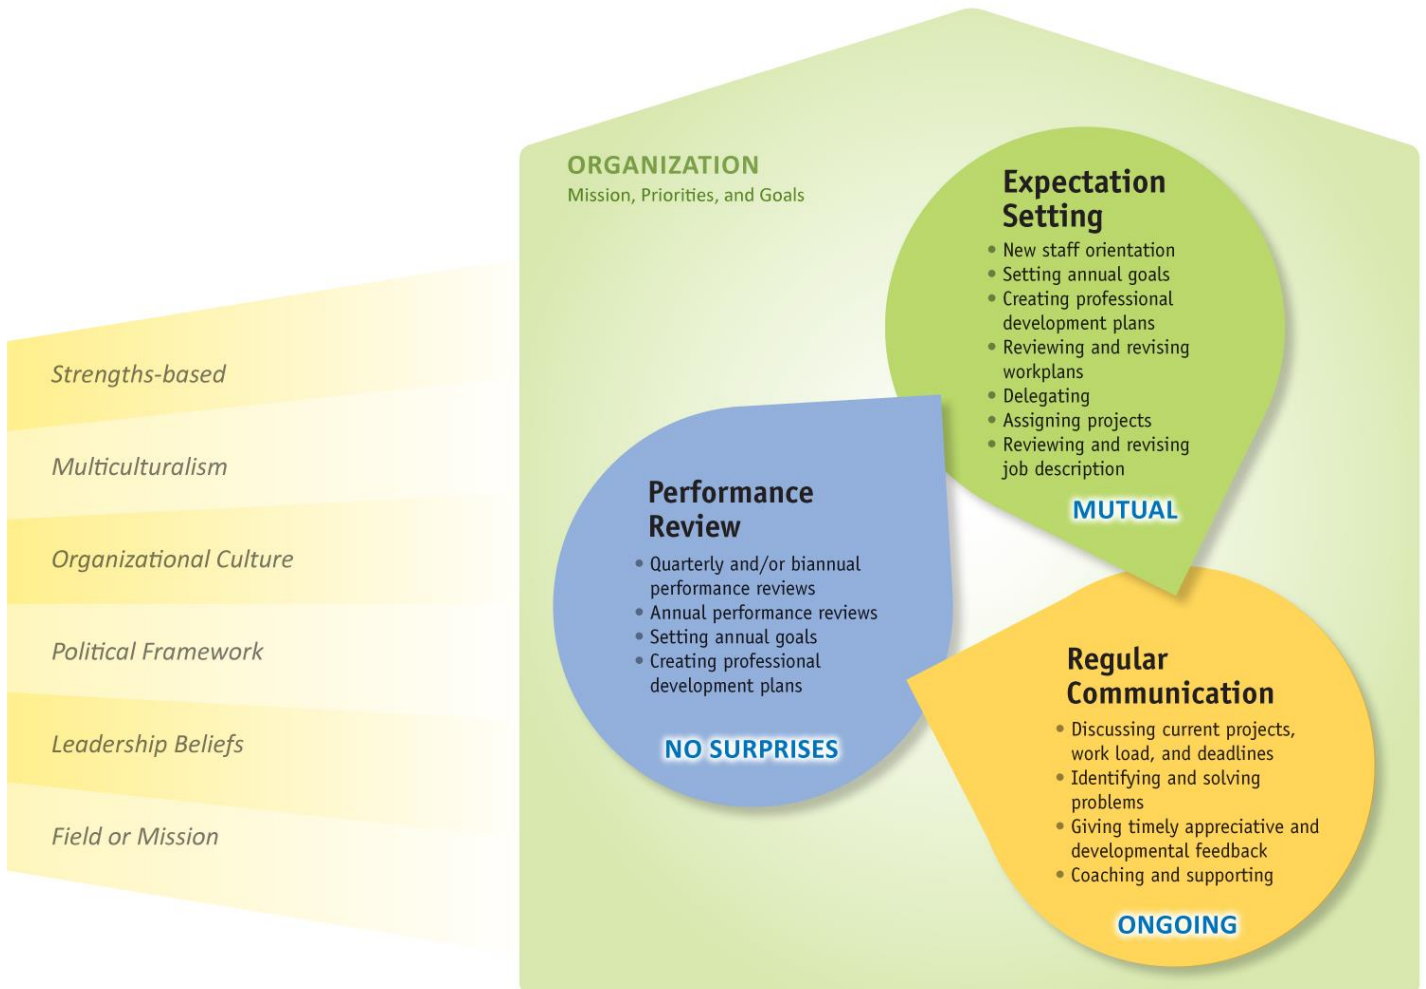 ORGANIZATION
Mission, Priorities, and Goals
Expectation
Setting
• New staff orientation
• Setting annual goals
• Creating professional
development plans
• Reviewing and revising
workplans
• Delegating
• Assigning projects
• Reviewing and revising
job description
MUTUAL
Performance
Review
• Quarterly and/or biannual
performance reviews
• Annual performance reviews
• Setting annual goals
• Creating professional
development plans
NO SURPRISES
Regular
Communication
• Discussing current projects,
work load, and deadlines
• Identifying and solving
problems
• Giving timely appreciative and
developmental feedback
• Coaching and supporting
ONGOING
Strengths-based
Multiculturalism
Organizational Culture
Political Framework
Leadership Beliefs
Field or Mission